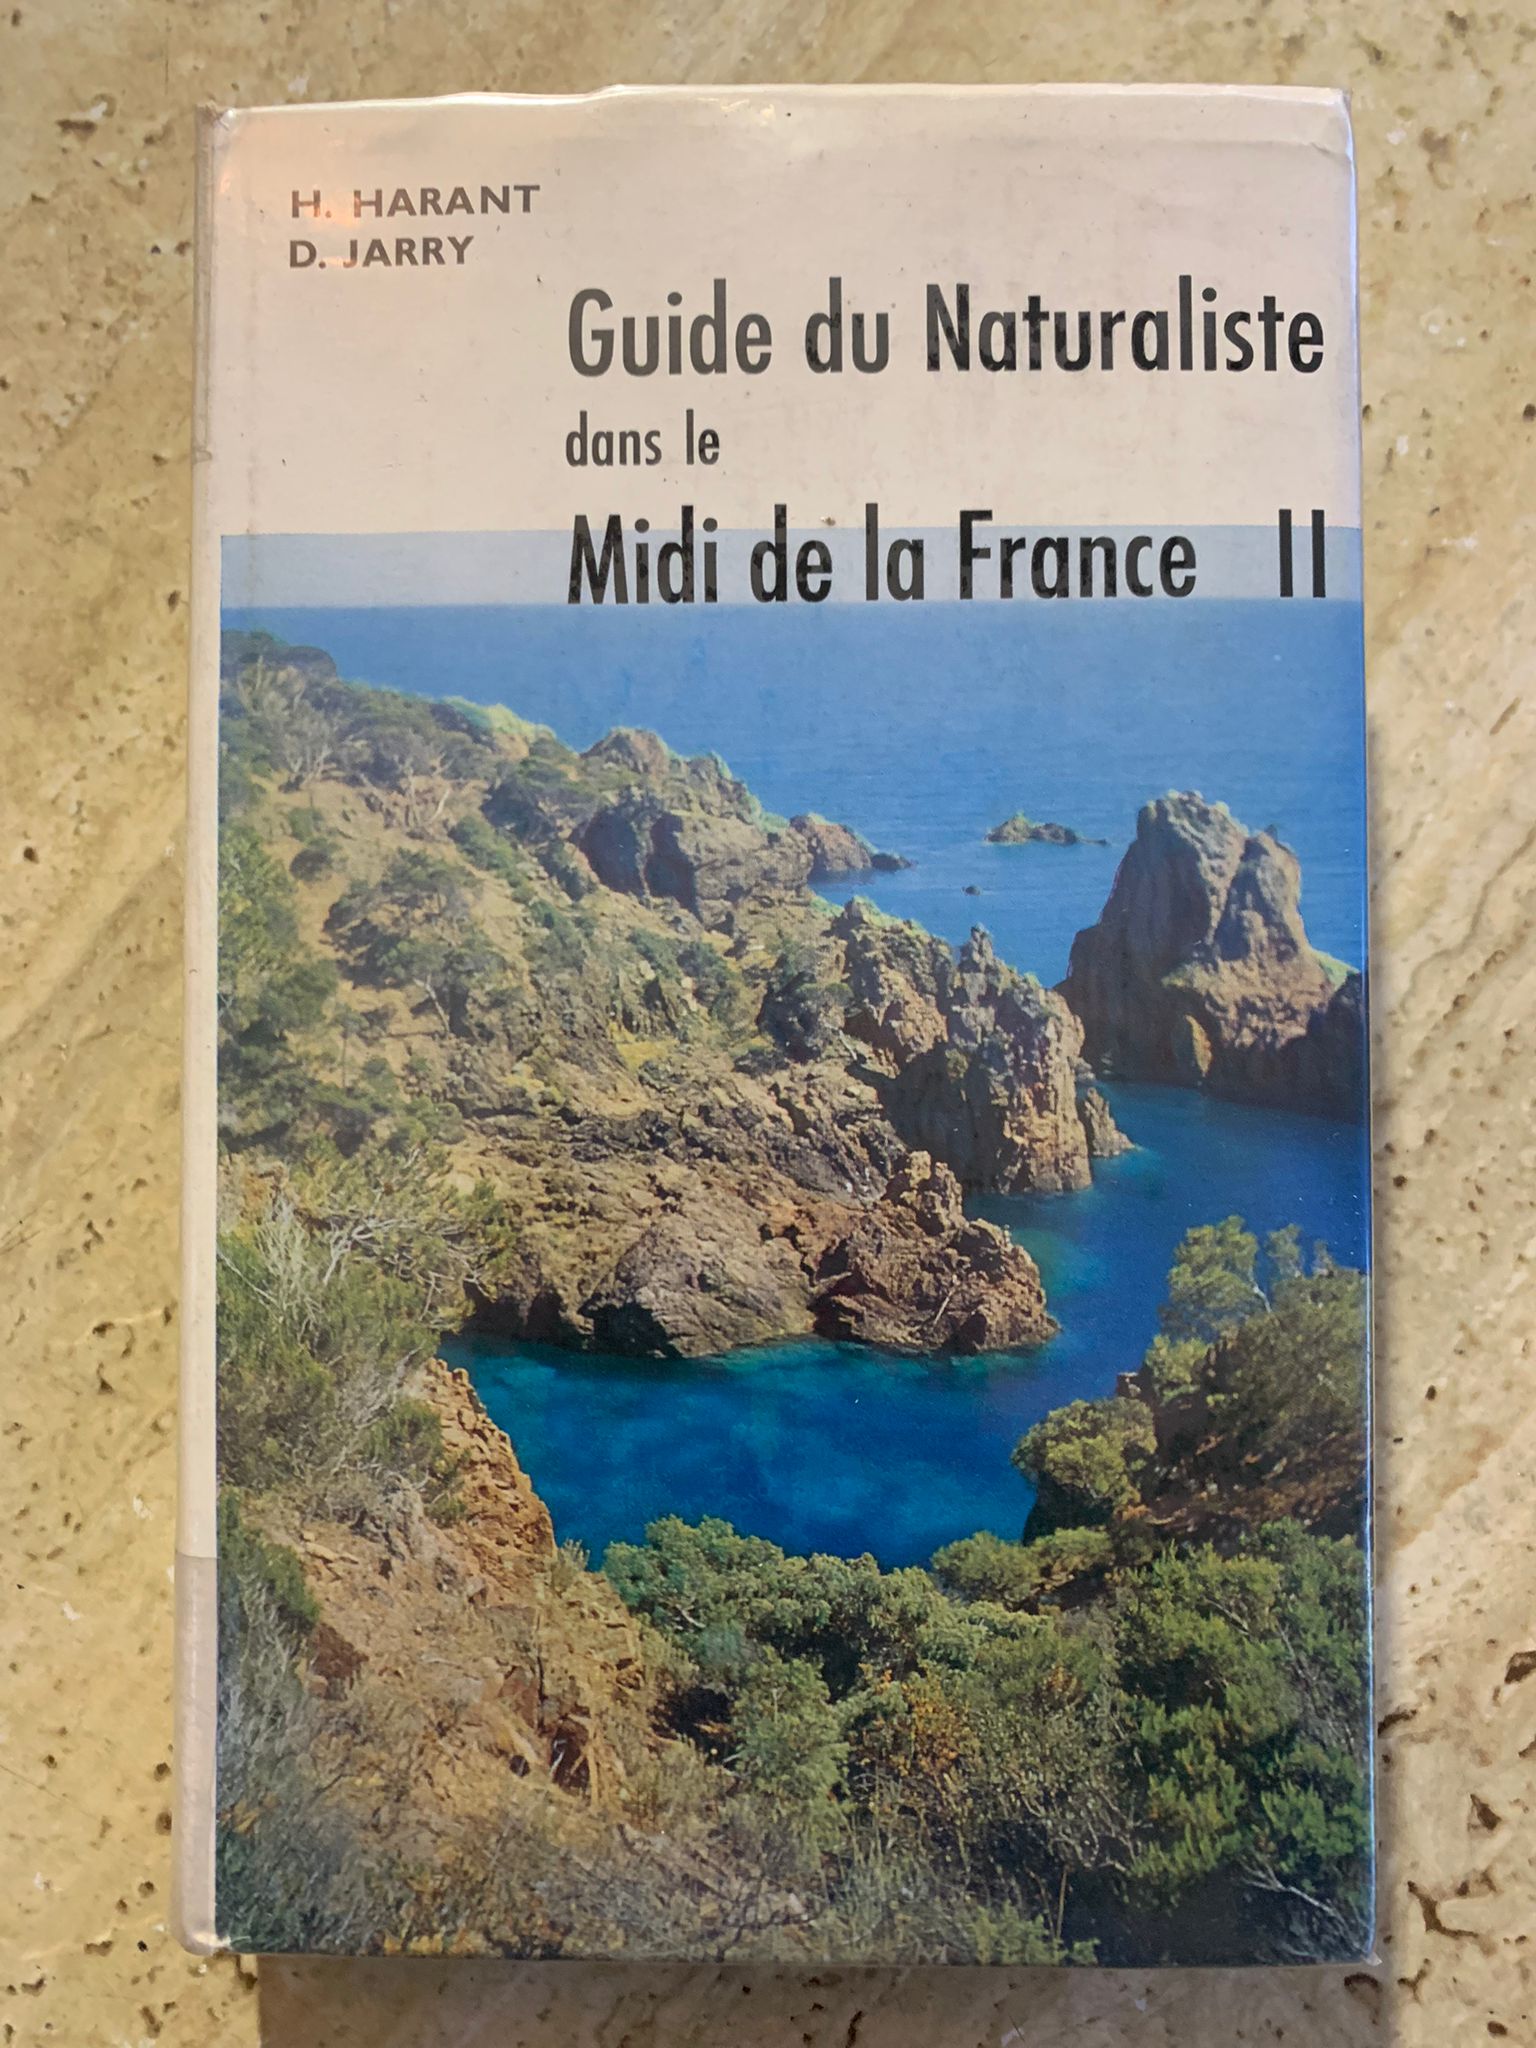 H. HARANT
D. JARRY
Guide du Naturaliste
dans le
Midi de la France II